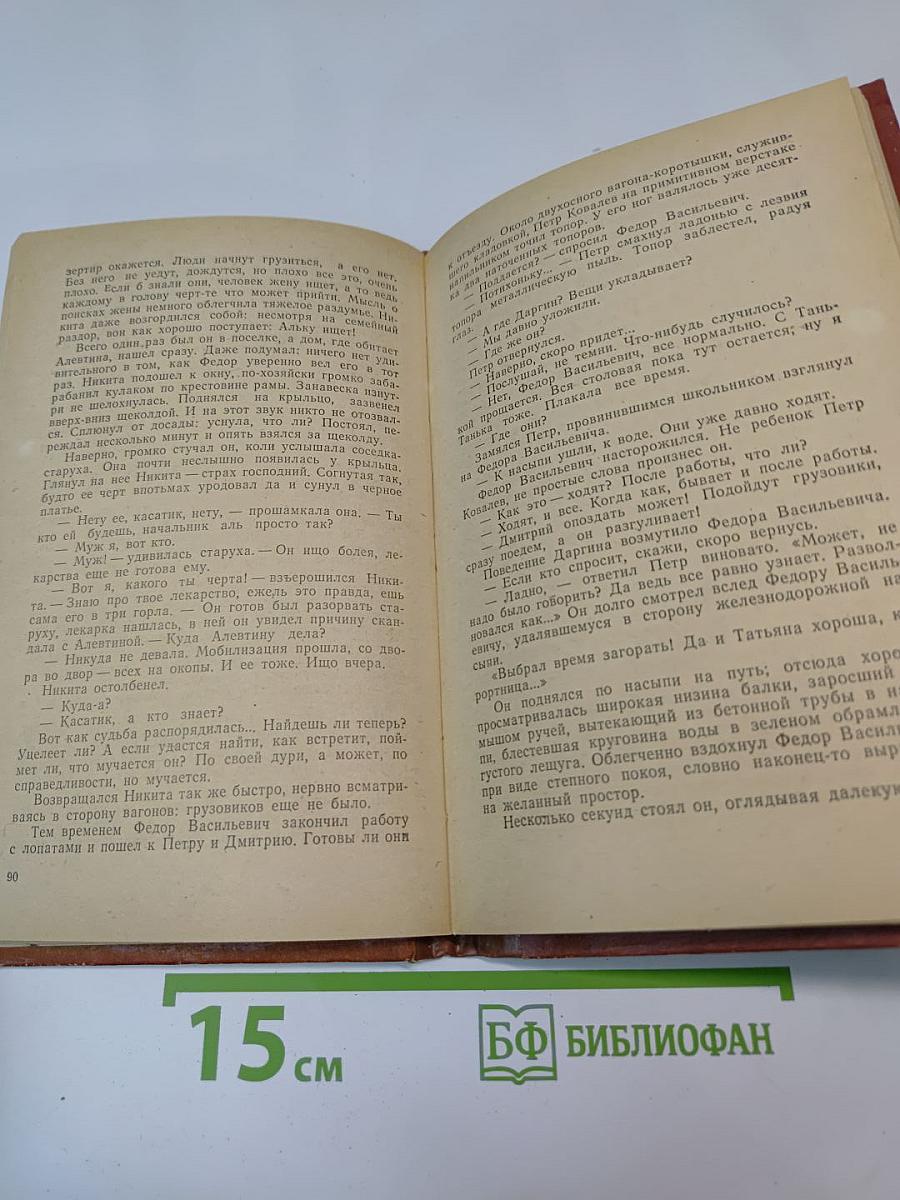 зертир окажется. Люди начнут грузиться, а его нет.
Без него не уедут, дождутся, но плохо все это, очень
плохо. Если б знали они, человек жену ищет, а то ведь
каждому в голову черт-те что может прийти. Мысль о
поисках жены немного облегчила тяжелое раздумье. Ни-
кита даже возгордился собой: несмотря на семейный
раздор, вон как хорошо поступает: Альку ищет!
Всего один раз был он в поселке, а дом, где обитает
Алевтина, нашел сразу. Даже подумал: ничего нет уди-
вительного в том, как Федор уверенно вел его в тот
раз. Никита подошел к окну, по-хозяйски громко заба-
рабанил кулаком по крестовине рамы. Занавеска изнут-
ри не шелохнулась. Поднялся на крыльцо, зазвенел
вверх-вниз щеколдой. И на этот звук никто не отозвал-
ся. Сплюнул от досады: уснула, что ли? Постоял, пе-
реждал несколько минут и опять взялся за щеколду.
Наверно, громко стучал он, коли услышала соседка-
старуха. Она почти неслышно появилась у крыльца.
Глянул на нее Никита — страх господний. Согнутая так,
будто ее черт впотьмах уродовал да и сунул в черное
платье.
— Нету ее, касатик, нету, — прошамкала она. — Ты
кто ей будешь, начальник аль просто так?
— Муж я, вот кто.
— Муж! — удивилась старуха. — Он ищо болея, ле-
карства еще не готова ему.
— Вот я, какого ты черта! — взъерошился Ники-
та. — Знаю про твое лекарство, ежель это правда, ешь
сама его в три горла. — Он готов был разорвать ста-
руху, лекарка нашлась, в ней он увидел причину скан-
дала с Алевтиной. — Куда Алевтину дела?
— Никуда не девала. Мобилизация прошла, со дво-
ра во двор — всех на окопы. И ее тоже. Ищо вчера.
Никита остолбенел.
— Куда-а?
— Касатик, а кто знает?
Вот как судьба распорядилась... Найдешь ли теперь?
Уцелеет ли? А если удастся найти, как встретит, пой-
мет ли, что мучается он? По своей дури, а может, по
справедливости, но мучается.
Возвращался Никита так же быстро, нервно всматри-
ваясь в сторону вагонов: грузовиков еще не было.
Тем временем Федор Васильевич закончил работу
с лопатами и пошел к Петру и Дмитрию. Готовы ли они
90
к отъезду. Около двухосного вагона-коротышки, служив-
шего кладовкой, Петр Ковалев на примитивном верстаке
напильником точил топор. У его ног валялось уже десят-
ка два наточенных топоров.
— Подается? — спросил Федор Васильевич.
— Потихоньку... — Петр смахнул ладонью с лезвия
топора металлическую пыль. Топор заблестел, радуя
глаз.
— А где Даргин? Вещи укладывает?
— Мы давно уложили.
— Где же он?
Петр отвернулся.
— Наверно, скоро придет...
— Послушай, не темни. Что-нибудь случилось?
— Нет, Федор Васильевич, все нормально. С Тань-
кой прощается. Вся столовая пока тут остается; ну и
Танька тоже. Плакала все время.
— Где они?
Замялся Петр, провинившимся школьником взглянул
на Федора Васильевича.
— К насыпи ушли, к воде. Они уже давно ходят.
Федор Васильевич насторожился. Не ребенок Петр
Ковалев, не простые слова произнес он.
— Как это — ходят? После работы, что ли?
— Ходят, и все. Когда как, бывает и после работы.
— Дмитрий опоздать может! Подойдут грузовики,
сразу поедем, а он разгуливает!
Поведение Даргина возмутило Федора Васильевича.
— Если кто спросит, скажи, скоро вернусь.
— Ладно, — ответил Петр виновато. «Может, не
надо было говорить? Да ведь все равно узнает. Развол-
новался как...» Он долго смотрел вслед Федору Василь-
евичу, удалявшемуся в сторону железнодорожной на
сыпи.
«Выбрал время загорать! Да и Татьяна хороша, к
рортница...»
Он поднялся по насыпи на путь; отсюда хоро
просматривалась широкая низина балки, заросший
мышом ручей, вытекающий из бетонной трубы в н
пи, блестевшая круговина воды в зеленом обрамл
густого лещуга. Облегченно вздохнул Федор Васил
при виде степного покоя, словно наконец-то выр
на желанный простор.
Несколько секунд стоял он, оглядывая далекую
15 см
БФ БИБЛИОФАН